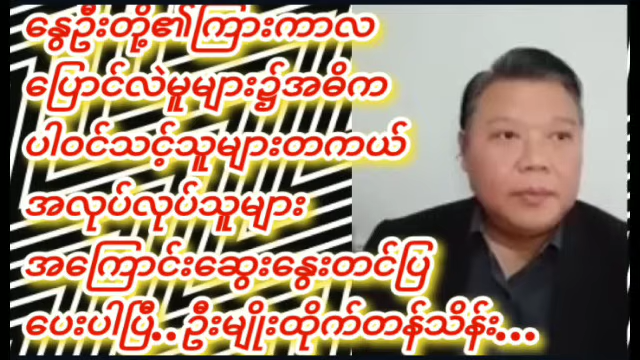 နွေဦးတို့၏ကြားကာလ
ပြောင်လဲမူများ၌အဓိက
ပါဝင်သင့်သူများတကယ်
အလုပ်လုပ်သူများ
အကြောင်းဆွေးနွေးတင်ပြ
ပေးပါပြီ.. ဦးမျိုးထိုက်တန်သိန်း...